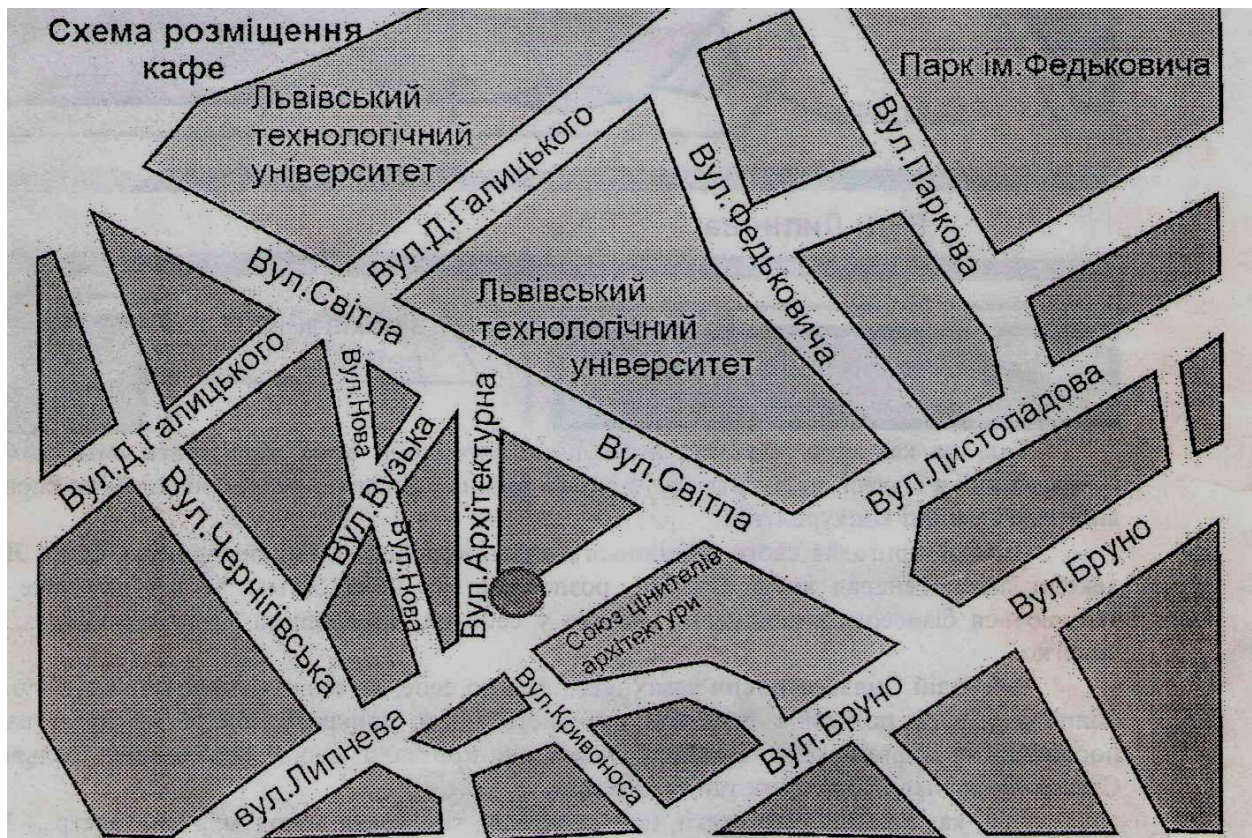 Схема розміщення
кафе
Львівський
технологічний
університет
Парк ім.Федьковича
Вул.Д.Галицького
Вул.Паркова
Вул.Федьковича
Вул.Світла
Львівський
технологічний
університет
Вул.Д.Галицького
Вул.Нова
Вул.Вузька
Вул.Архітектурна
Вул.Світла
Вул.Листопадова
Вул.Чернігівська
Вул.Нова
Союз цінителів
архітектури
Вул.Бруно
вул.Липнева
Вул.Кривоноса
Вул.Бруно